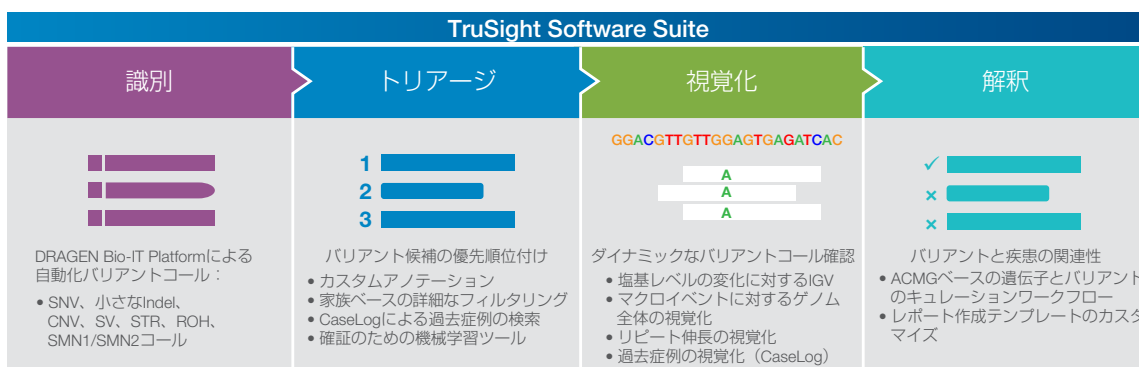 TruSight Software Suite
識別
トリアージ
視覚化
解釈
DRAGEN Bio-IT Platformによる
自動化バリアントコール：
• SNV、小さなIndel、
CNV、SV、STR、ROH、
SMN1/SMN2コール
1
2
3
バリアント候補の優先順位付け
• カスタムアノテーション
• 家族ベースの詳細なフィルタリング
• CaseLogによる過去症例の検索
• 確証のための機械学習ツール
GGACGTTGTTGGAGTGAGATCAC
A
A
A
ダイナミックなバリアントコール確認
• 塩基レベルの変化に対するIGV
• マクロイベントに対するゲノム
全体の視覚化
• リピート伸長の視覚化
• 過去症例の視覚化（CaseLog）
✓
×
×
バリアントと疾患の関連性
• ACMGベースの遺伝子とバリアント
のキュレーションワークフロー
• レポート作成テンプレートのカスタ
マイズ